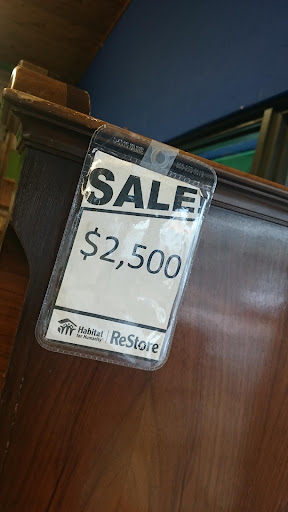 SALE!
$2,500
Habitat
for Humanity
ReStore